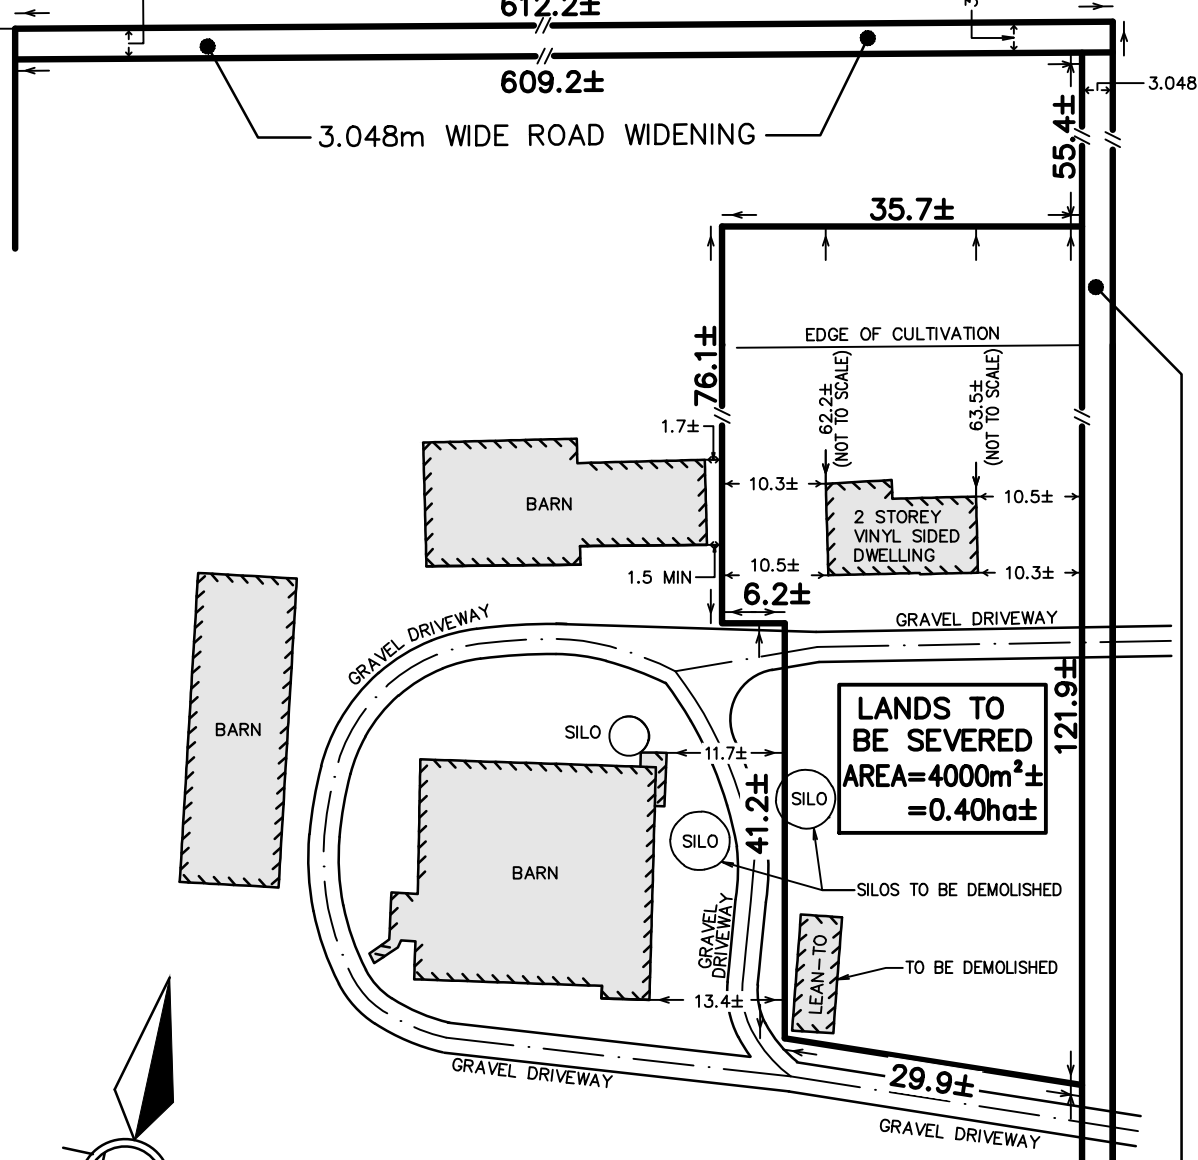 612.2±
609.2±
3.048m WIDE ROAD WIDENING
3.048
55.4±
35.7±
EDGE OF CULTIVATION
76.1±
62.2±
(NOT TO SCALE)
63.5±
(NOT TO SCALE)
1.7±
10.3±
10.5±
BARN
2 STOREY
VINYL SIDED
DWELLING
1.5 MIN
10.5±
10.3±
6.2±
GRAVEL DRIVEWAY
GRAVEL DRIVEWAY
121.9±
LANDS TO
BE SEVERED
AREA=4000m²±
=0.40ha±
BARN
SILO
11.7±
41.2±
SILO
SILO
BARN
SILOS TO BE DEMOLISHED
GRAVEL
DRIVEWAY
LEAN-TO
TO BE DEMOLISHED
13.4±
29.9±
GRAVEL DRIVEWAY
GRAVEL DRIVEWAY